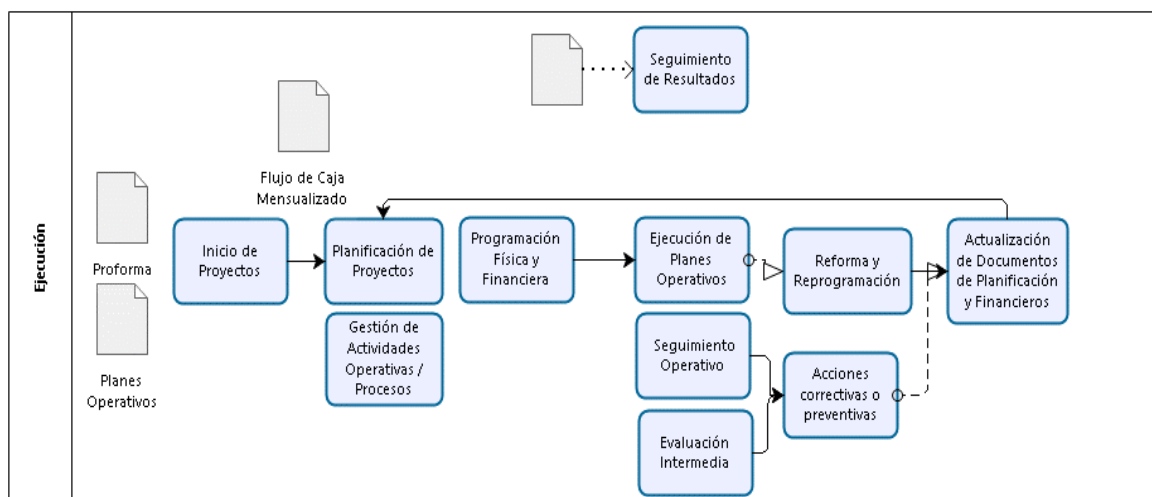 Ejecución
Seguimiento
de Resultados
Flujo de Caja
Mensualizado
Proforma
Planes
Operativos
Inicio de
Proyectos
Planificación de
Proyectos
Gestión de
Actividades
Operativas /
Procesos
Programación
Física y
Financiera
Ejecución de
Planes
Operativos
Seguimiento
Operativo
Evaluación
Intermedia
Reforma y
Reprogramación
Acciones
correctivas o
preventivas
Actualización
de Documentos
de Planificación
y Financieros